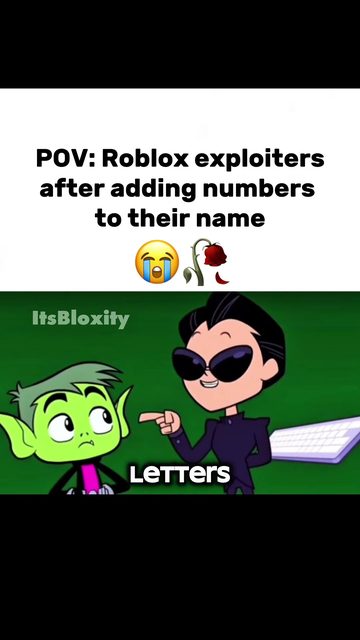 POV: Roblox exploiters
after adding numbers
to their name
😭🥀
ItsBloxity
LETTERS